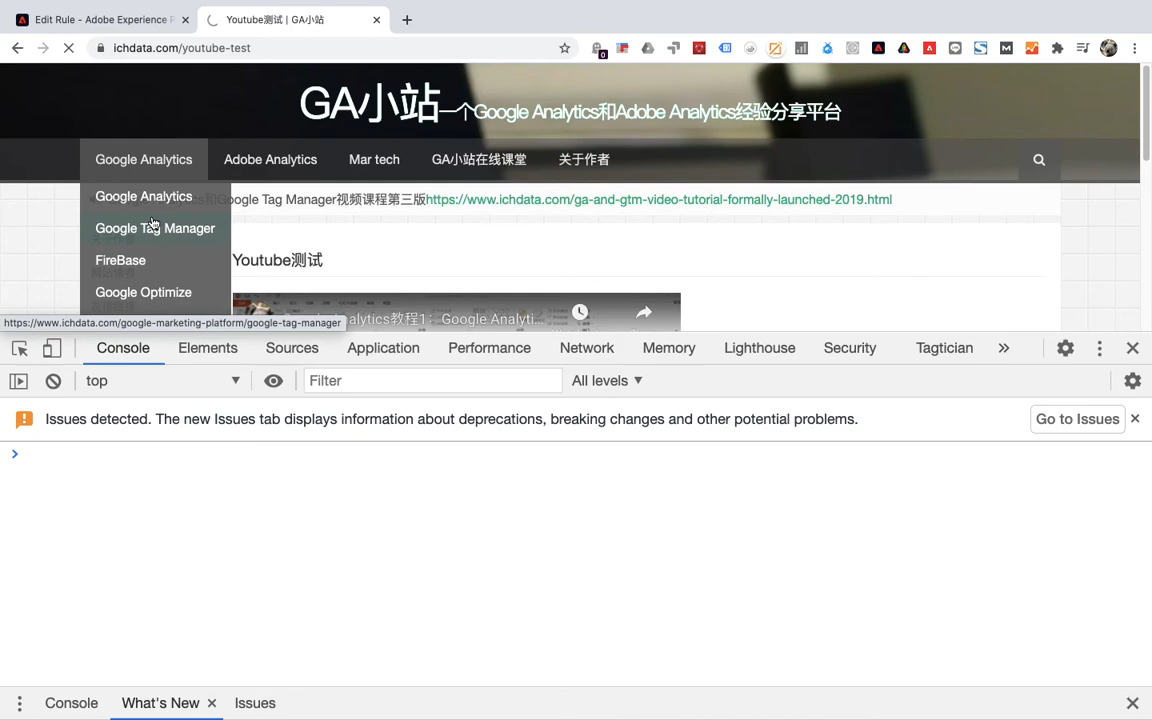 Edit Rule - Adobe Experience P
Youtube测试 | GA小站
ichdata.com/youtube-test
0
GA小站一个Google Analytics和Adobe Analytics经验分享平台
Google Analytics
Adobe Analytics
Mar tech
GA小站在线课堂
关于作者
Google Analytics
和Google Tag Manager视频课程第三版https://www.ichdata.com/ga-and-gtm-video-tutorial-formally-launched-2019.html
Google Tag Manager
FireBase
Google Optimize
Youtube测试
alytics教程1：Google Analyti...
https://www.ichdata.com/google-marketing-platform/google-tag-manager
Console
Elements
Sources
Application
Performance
Network
Memory
Lighthouse
Security
Tagtician
top
Filter
All levels
Issues detected. The new Issues tab displays information about deprecations, breaking changes and other potential problems.
Go to Issues
Console
What's New
Issues